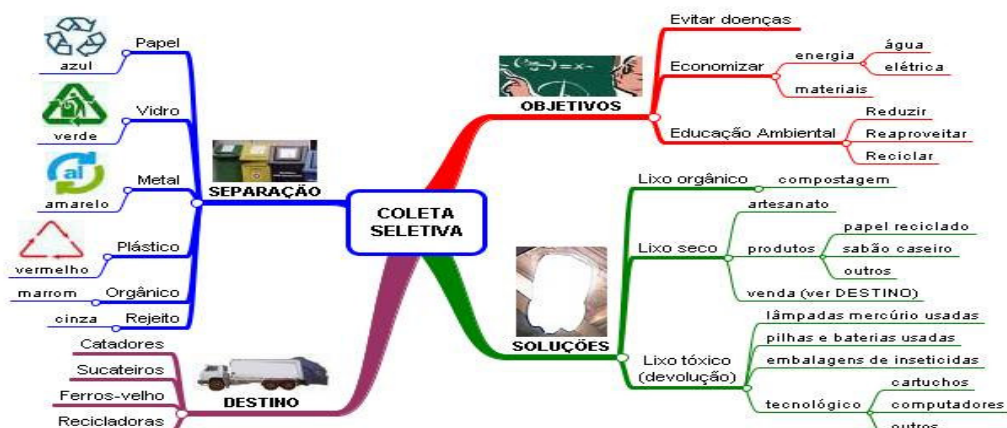 COLETA
SELETIVA
SEPARAÇÃO
Papel
azul
Vidro
verde
Metal
al
amarelo
Plástico
vermelho
Orgânico
marrom
Rejeito
cinza
DESTINO
Catadores
Sucateiros
Ferros-velho
Recicladoras
OBJETIVOS
Evitar doenças
Economizar
energia
água
elétrica
materiais
Educação Ambiental
Reduzir
Reaproveitar
Reciclar
SOLUÇÕES
Lixo orgânico
compostagem
Lixo seco
artesanato
produtos
papel reciclado
sabão caseiro
outros
venda (ver DESTINO)
Lixo tóxico
(devolução)
lâmpadas mercúrio usadas
pilhas e baterias usadas
embalagens de inseticidas
tecnológico
cartuchos
computadores
outros